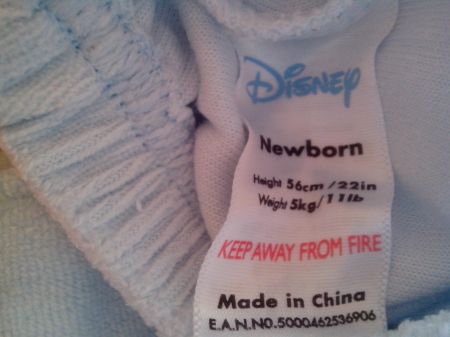 Disney
Newborn
Height 56cm/22in
Weight 5kg/11lb
KEEP AWAY FROM FIRE
Made in China
E.A.N.NO.5000462536906